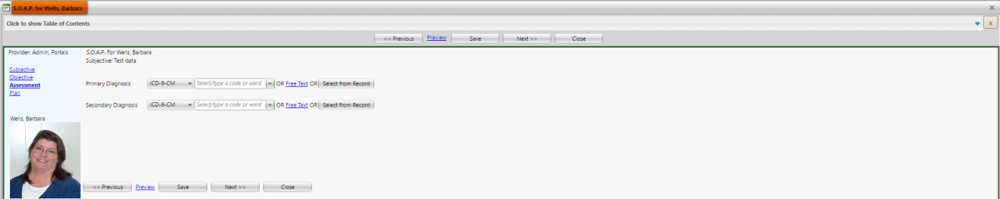 S.O.A.P. for Wells, Barbara
Click to show Table of Contents
X
<< Previous Preview Save Next >> Close
Provider: Admin, Portals
S.O.A.P. For Wells, Barbara
Subjective: Test data
Subjective
Objective
Assessment
Plan
Primary Diagnosis ICD-9-CM Select/type a code or word OR Free Text OR Select from Record
Secondary Diagnosis ICD-9-CM Select/type a code or word OR Free Text OR Select from Record
Wells, Barbara
<< Previous Preview Save Next >> Close